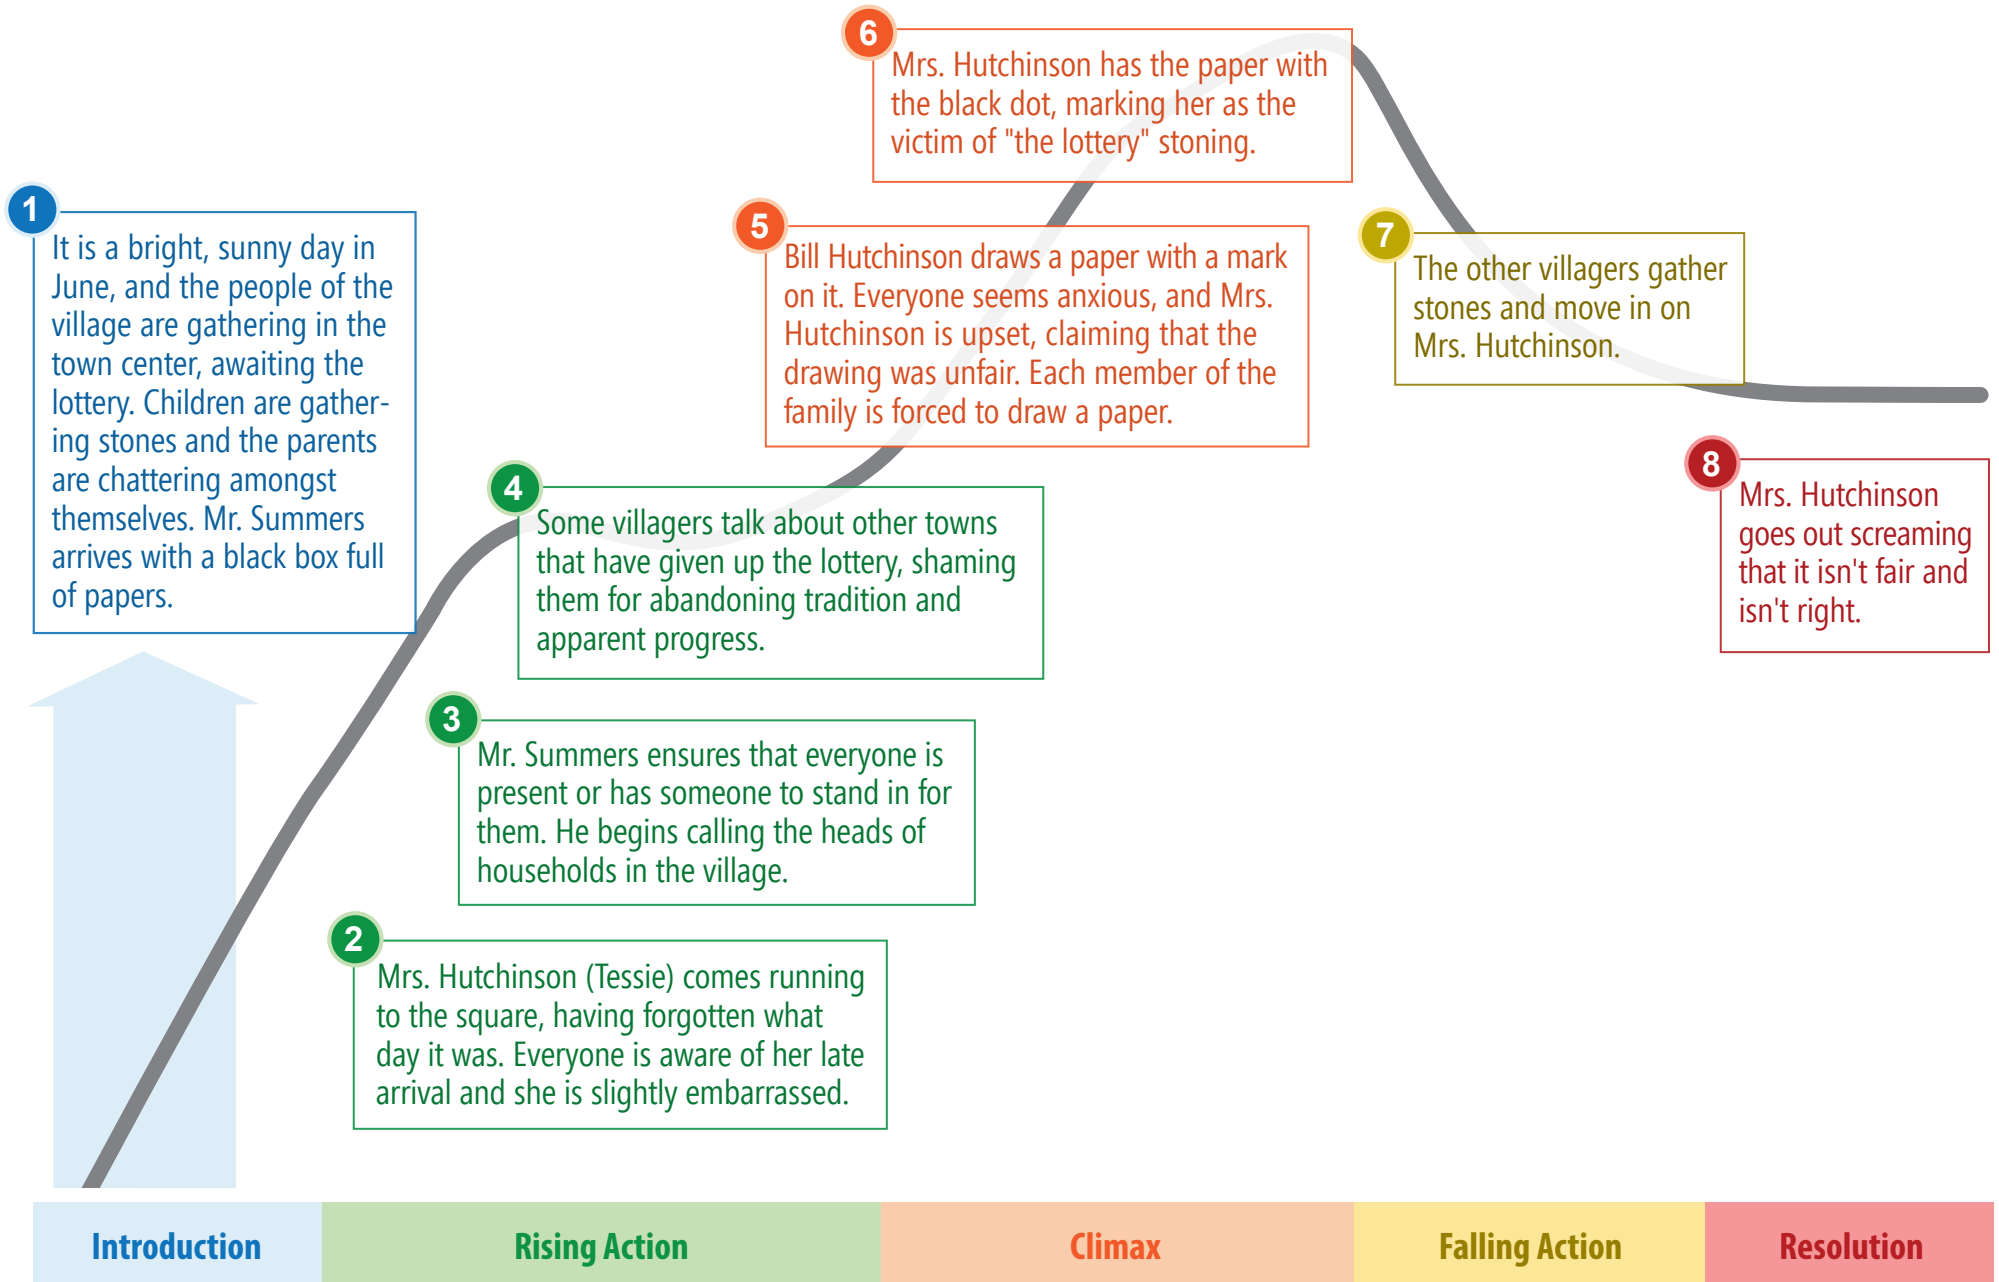 1
It is a bright, sunny day in
June, and the people of the
village are gathering in the
town center, awaiting the
lottery. Children are gather-
ing stones and the parents
are chattering amongst
themselves. Mr. Summers
arrives with a black box full
of papers.
2
Mrs. Hutchinson (Tessie) comes running
to the square, having forgotten what
day it was. Everyone is aware of her late
arrival and she is slightly embarrassed.
3
Mr. Summers ensures that everyone is
present or has someone to stand in for
them. He begins calling the heads of
households in the village.
4
Some villagers talk about other towns
that have given up the lottery, shaming
them for abandoning tradition and
apparent progress.
5
Bill Hutchinson draws a paper with a mark
on it. Everyone seems anxious, and Mrs.
Hutchinson is upset, claiming that the
drawing was unfair. Each member of the
family is forced to draw a paper.
6
Mrs. Hutchinson has the paper with
the black dot, marking her as the
victim of "the lottery" stoning.
7
The other villagers gather
stones and move in on
Mrs. Hutchinson.
8
Mrs. Hutchinson
goes out screaming
that it isn't fair and
isn't right.
Introduction
Rising Action
Climax
Falling Action
Resolution